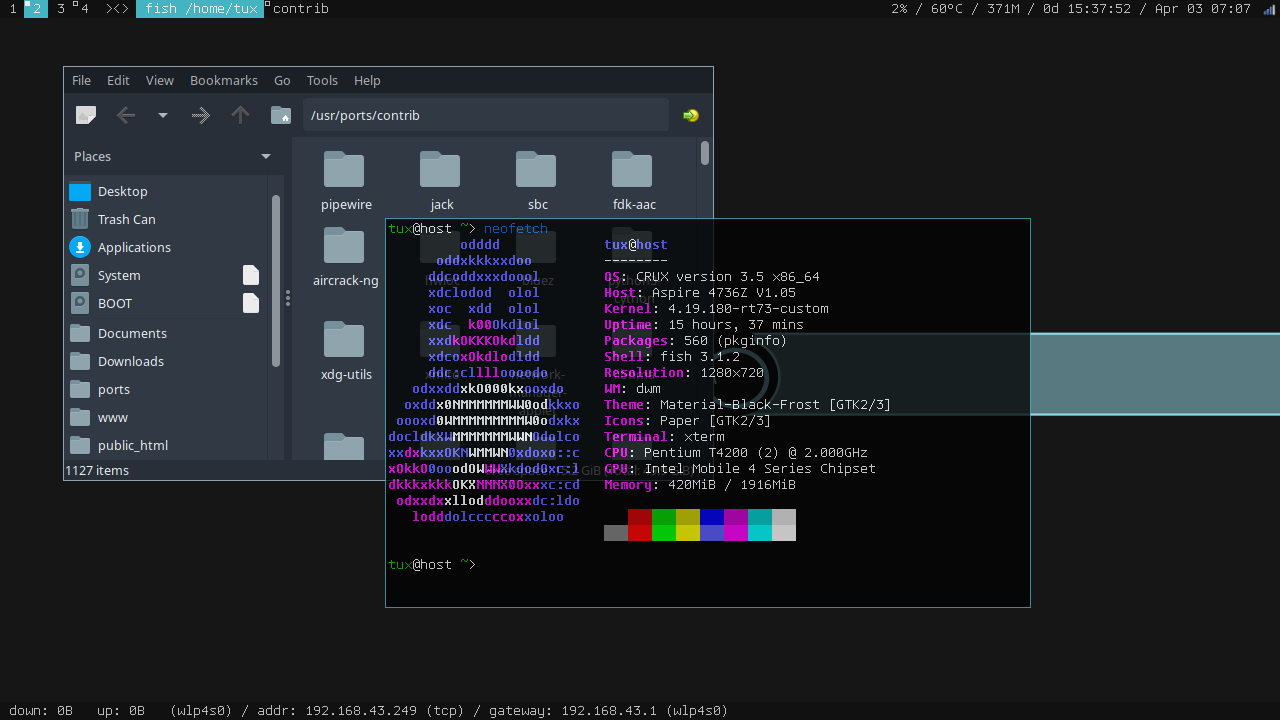 1 2 3 4 ><> fish /home/tux contrib
2% / 60°C / 371M / 0d 15:37:52 / Apr 03 07:07
File Edit View Bookmarks Go Tools Help
/usr/ports/contrib
Places
Desktop
Trash Can
Applications
System
BOOT
Documents
Downloads
ports
www
public_html
pipewire jack sbc fdk-aac
aircrack-ng
xdg-utils
1127 items
tux@host ~> neofetch
odddd
oddxkkkxxdoo
ddcoddxxxdoool
xdclodod olol
xoc xdd olol
xdc k00Okdlol
xxdkOKKKOkdldd
xdcoxOkdlodldd
ddc:clllloooodo
odxxddxkO000kxooxdo
oxddx0NMMMMMMWW0odkkxo
oooxd0WMMMMMMMMMW0odxkx
docldkXWMMMMMMMWWN0dolco
xxdxkxxOKNWMMWN0xdoxo::c
xOkkO0ooodOWWWXkdodOxc:l
dkkkxkkkOKXNNNX0Oxxxc:cd
odxxdxxllodddooxxdc:ldo
lodddolcccccoxxoloo
tux@host
--------
OS: CRUX version 3.5 x86_64
Host: Aspire 4736Z V1.05
Kernel: 4.19.180-rt73-custom
Uptime: 15 hours, 37 mins
Packages: 560 (pkginfo)
Shell: fish 3.1.2
Resolution: 1280x720
WM: dwm
Theme: Material-Black-Frost [GTK2/3]
Icons: Paper [GTK2/3]
Terminal: xterm
CPU: Pentium T4200 (2) @ 2.000GHz
GPU: Intel Mobile 4 Series Chipset
Memory: 420MiB / 1916MiB
tux@host ~>
down: 0B up: 0B (wlp4s0) / addr: 192.168.43.249 (tcp) / gateway: 192.168.43.1 (wlp4s0)